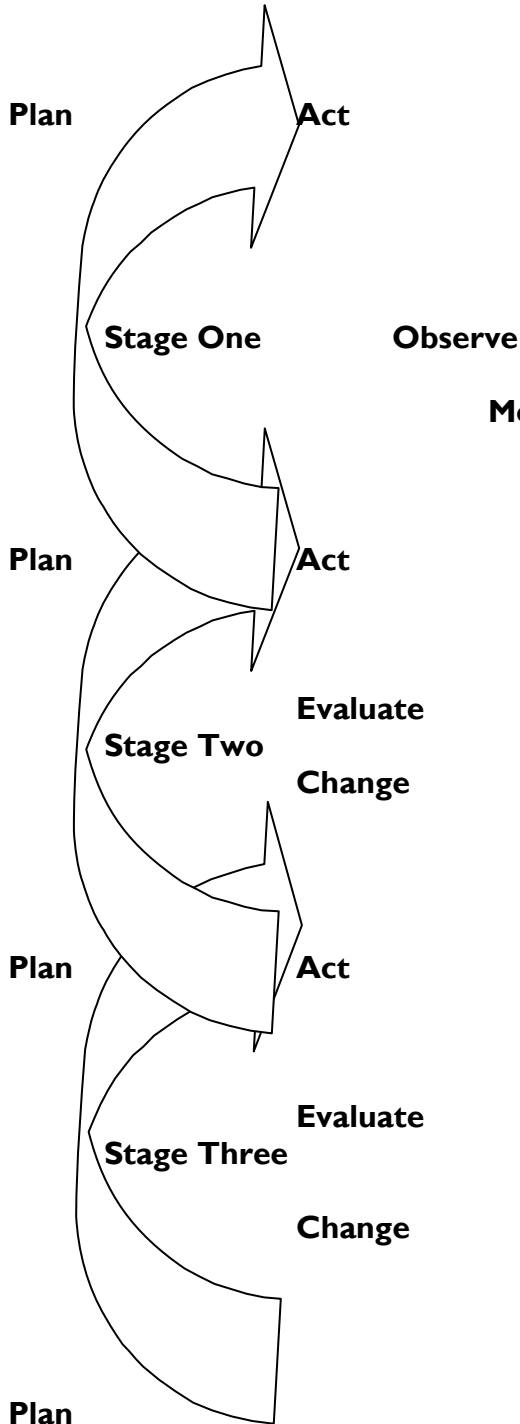 Plan Act
Stage One Observe
Plan Act
Evaluate
Stage Two
Change
Plan Act
Evaluate
Stage Three
Change
Plan